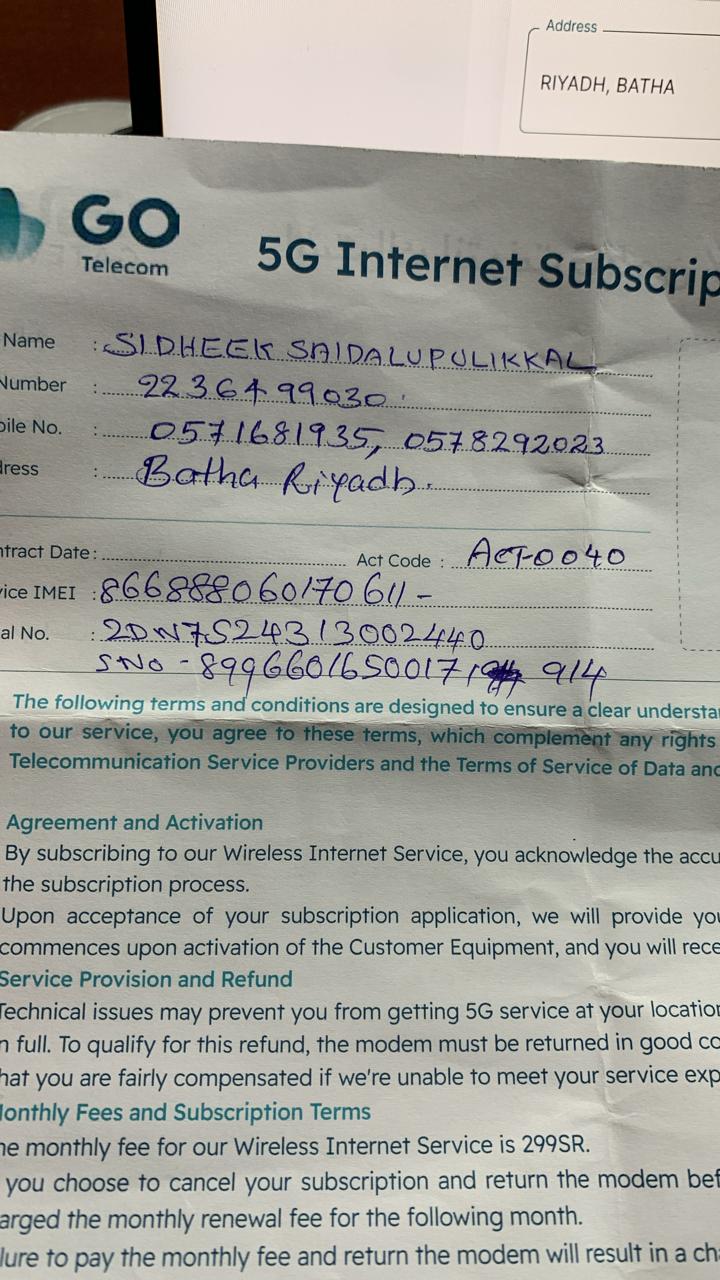 Address
RIYADH, BATHA
GO
Telecom
5G Internet Subscrip
Name : SIDHEEK SAIDALUPULIKKAL
Number : 2236499030
bile No. : 0571681935, 0578292023
dress : Batha Riyadh.
ntract Date: Act Code : ACT-0040
vice IMEI : 866888060170611-
al No. : 2DN7S24313002440
SNO - 899660165001719 914
The following terms and conditions are designed to ensure a clear understa
to our service, you agree to these terms, which complement any rights
Telecommunication Service Providers and the Terms of Service of Data and
Agreement and Activation
By subscribing to our Wireless Internet Service, you acknowledge the accu
the subscription process.
Upon acceptance of your subscription application, we will provide you
commences upon activation of the Customer Equipment, and you will rece
Service Provision and Refund
Technical issues may prevent you from getting 5G service at your location
n full. To qualify for this refund, the modem must be returned in good co
hat you are fairly compensated if we're unable to meet your service exp
Monthly Fees and Subscription Terms
he monthly fee for our Wireless Internet Service is 299SR.
you choose to cancel your subscription and return the modem bef
arged the monthly renewal fee for the following month.
lure to pay the monthly fee and return the modem will result in a ch